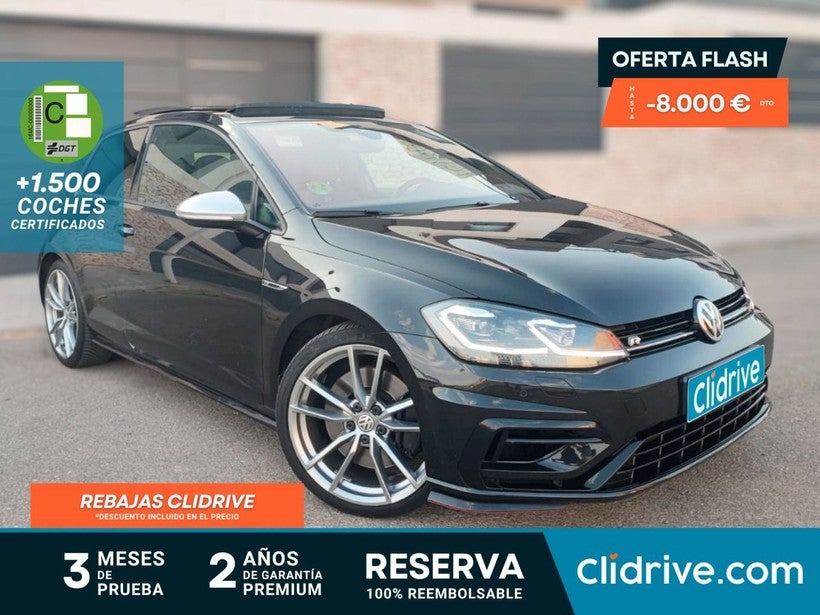 OFERTA FLASH
HASTA -8.000 € DTO
C
DGT
+1.500
COCHES
CERTIFICADOS
R
clidrive
REBAJAS CLIDRIVE
*DESCUENTO INCLUIDO EN EL PRECIO
3 MESES DE PRUEBA
2 AÑOS DE GARANTÍA PREMIUM
RESERVA
100% REEMBOLSABLE
clidrive.com